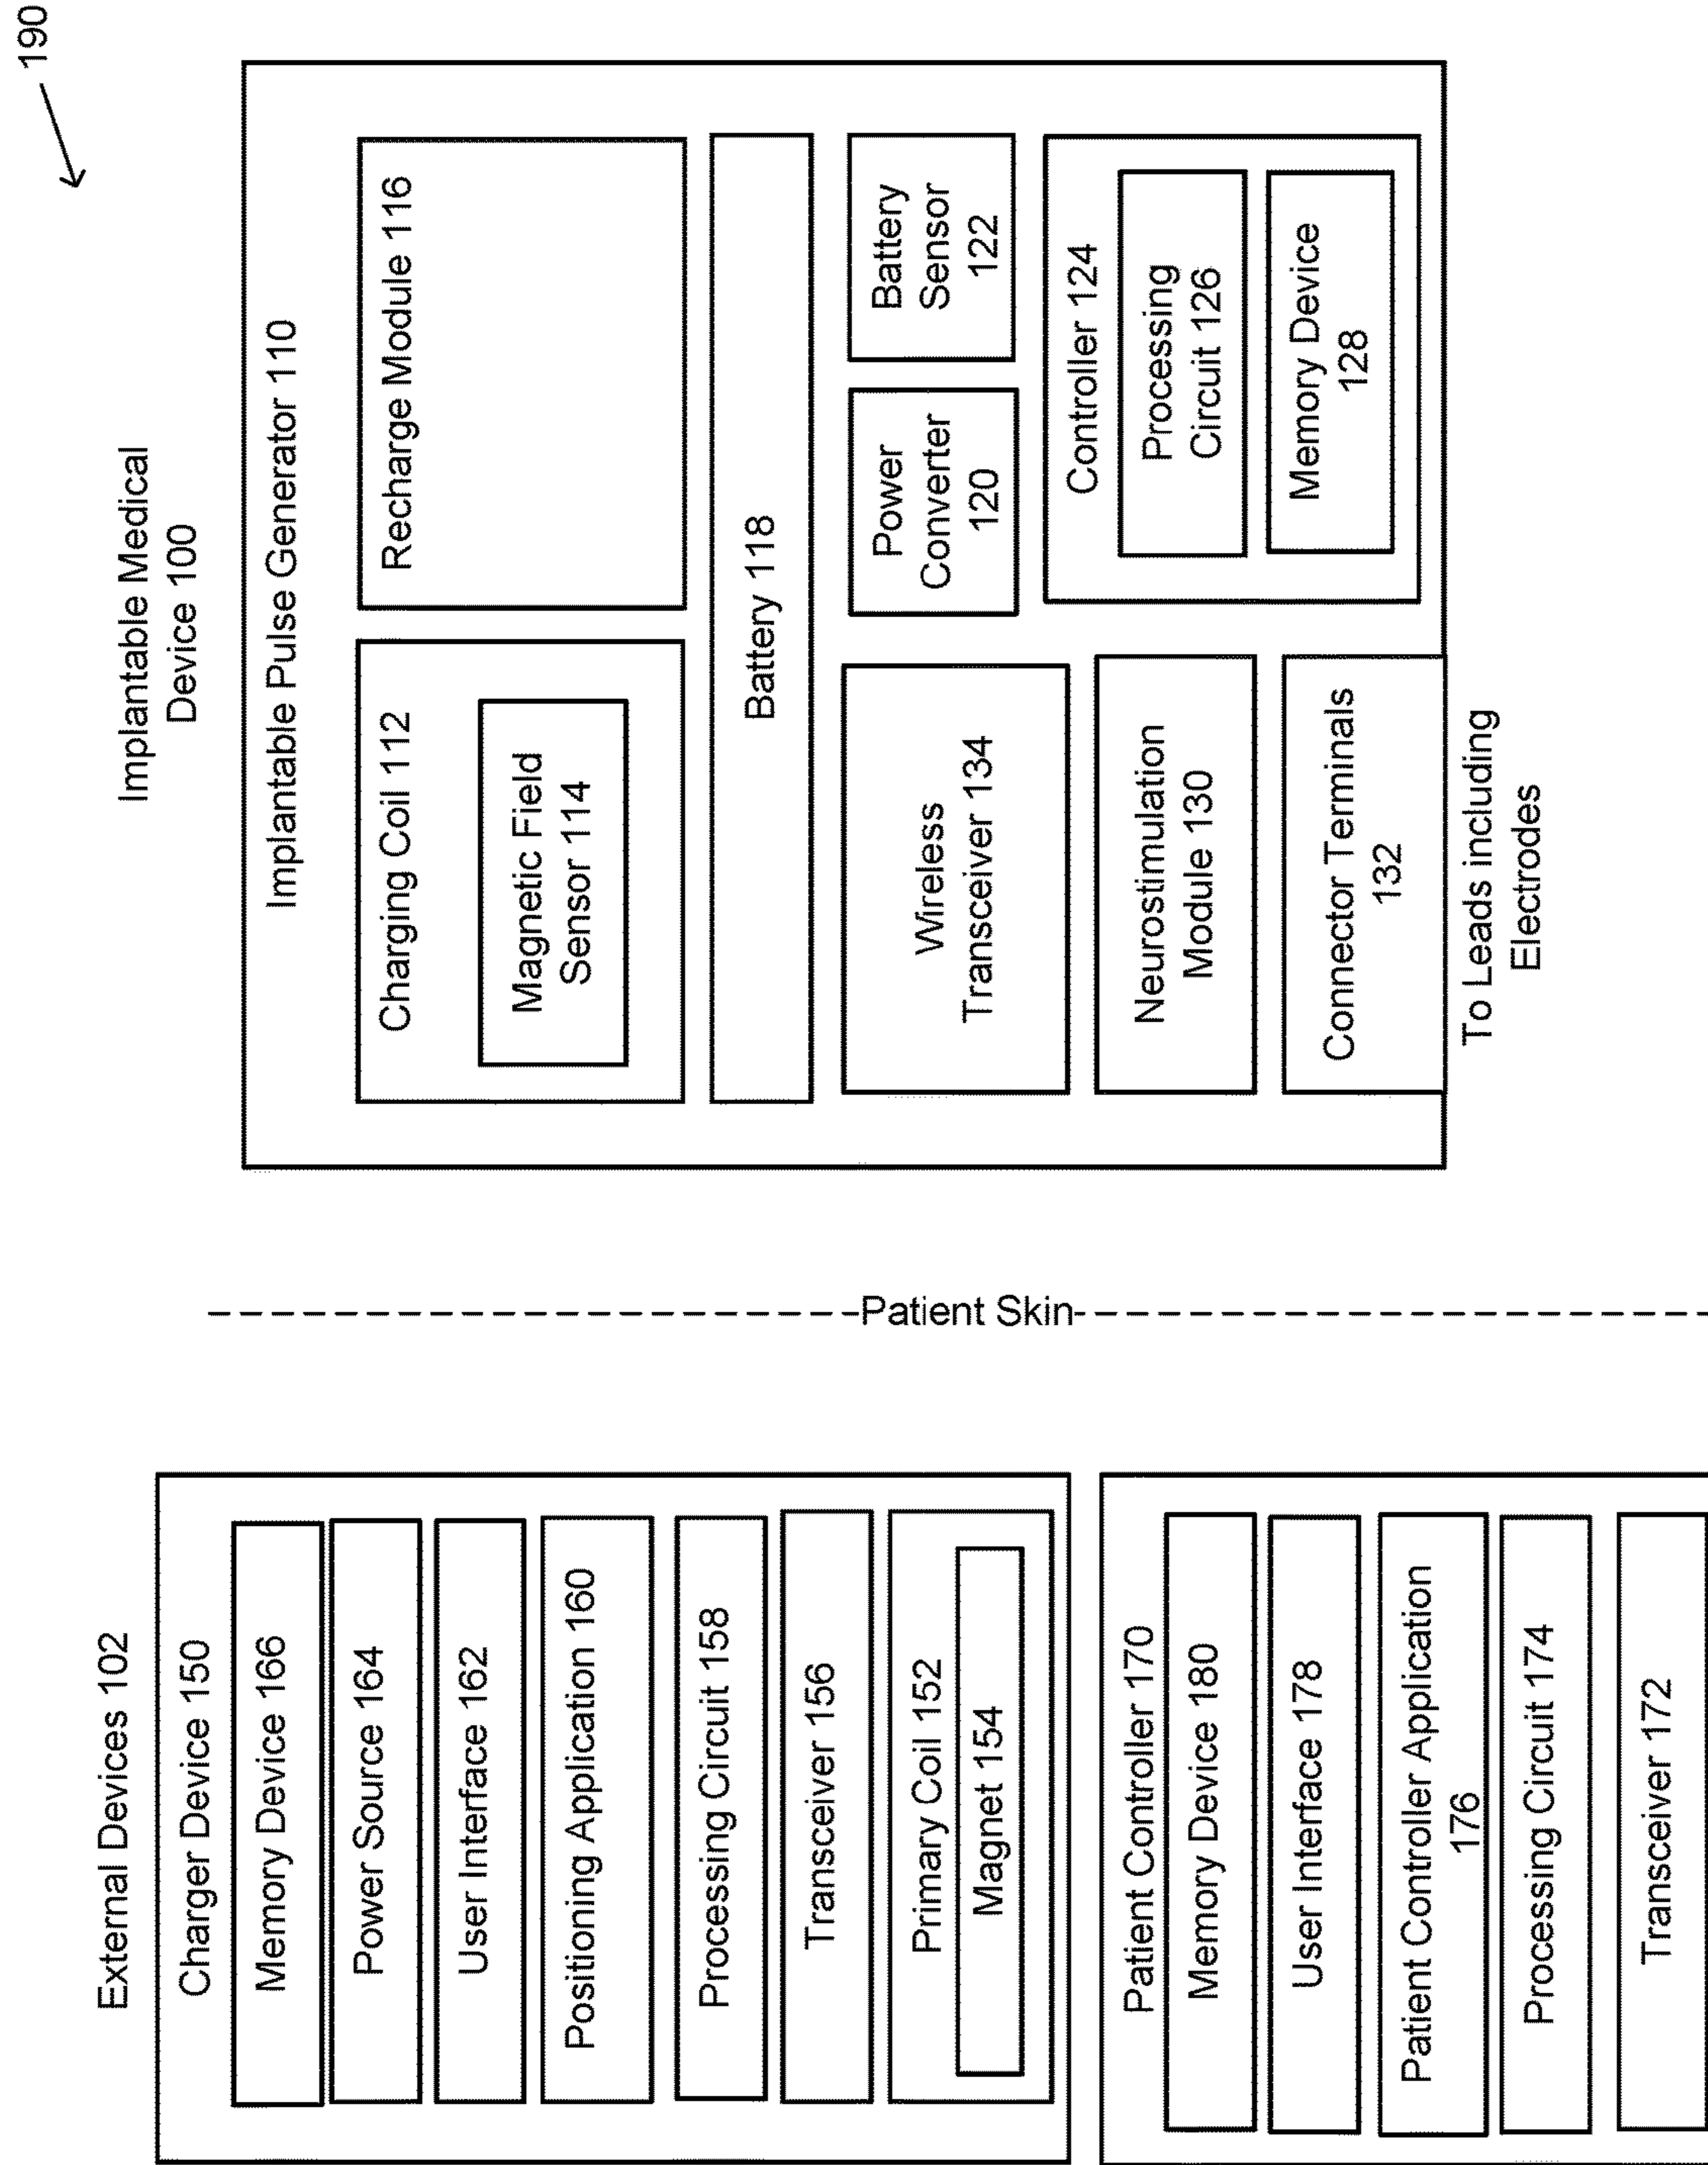 190
External Devices 102
Charger Device 150
Memory Device 166
Power Source 164
User Interface 162
Positioning Application 160
Processing Circuit 158
Transceiver 156
Primary Coil 152
Magnet 154
Patient Controller 170
Memory Device 180
User Interface 178
Patient Controller Application
176
Processing Circuit 174
Transceiver 172
Patient Skin
Implantable Medical
Device 100
Implantable Pulse Generator 110
Charging Coil 112
Magnetic Field
Sensor 114
Recharge Module 116
Battery 118
Wireless
Transceiver 134
Power
Converter
120
Battery
Sensor
122
Neurostimulation
Module 130
Controller 124
Processing
Circuit 126
Memory Device
128
Connector Terminals
132
To Leads including
Electrodes